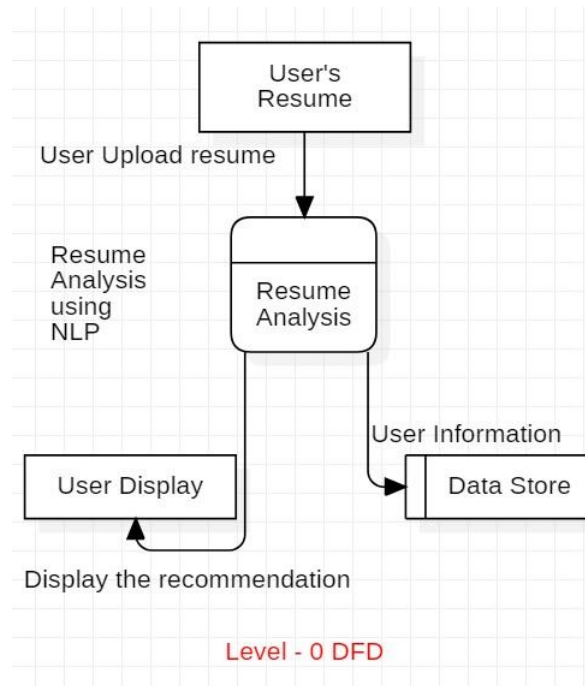 User's
Resume
User Upload resume
Resume
Analysis
using
NLP
Resume
Analysis
User Information
User Display
Data Store
Display the recommendation
Level - 0 DFD